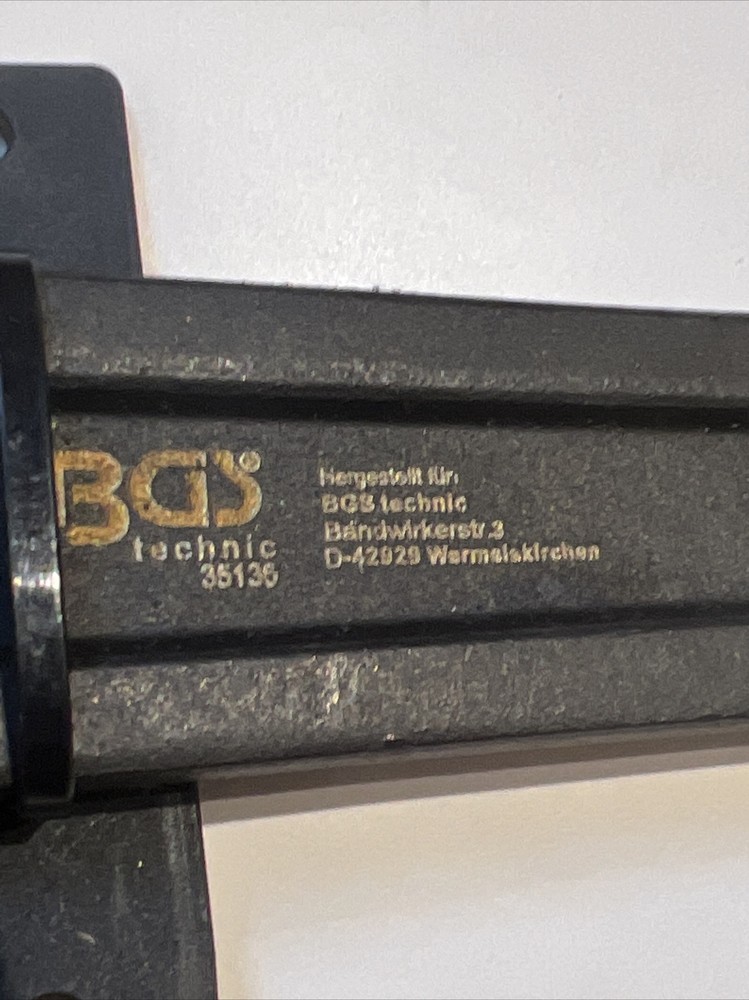 BGS®
technic
35136
Hergestellt für:
BGS technic
Bandwirkerstr.3
D-42929 Wermelskirchen